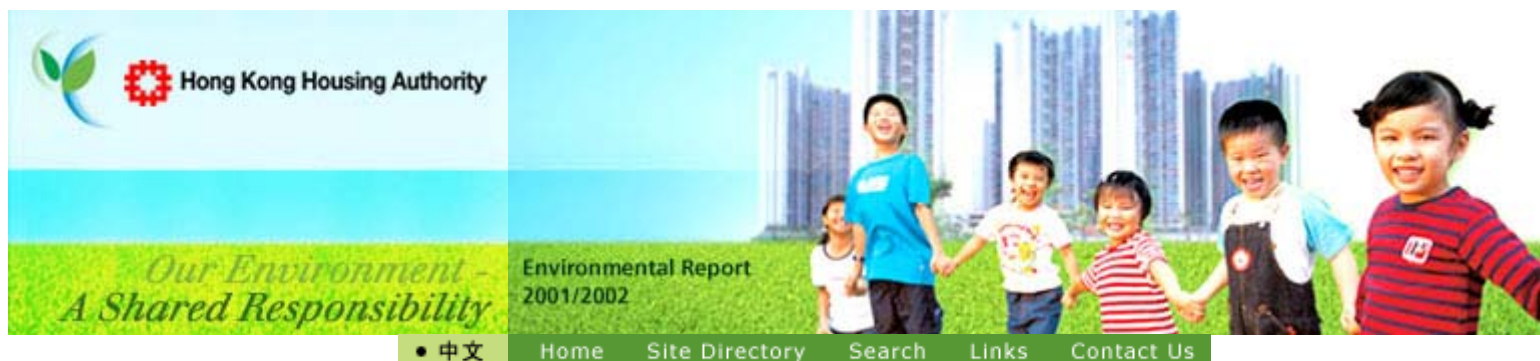 Hong Kong Housing Authority
Our Environment -
A Shared Responsibility
Environmental Report
2001/2002
• 中文 Home Site Directory Search Links Contact Us